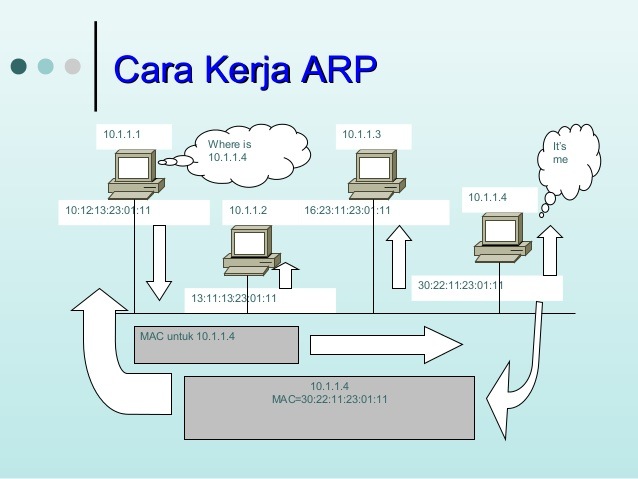 Cara Kerja ARP
10.1.1.1
Where is
10.1.1.4
10.1.1.3
It's
me
10.1.1.4
10:12:13:23:01:11
10.1.1.2
16:23:11:23:01:11
30:22:11:23:01:11
13:11:13:23:01:11
MAC untuk 10.1.1.4
10.1.1.4
MAC=30:22:11:23:01:11